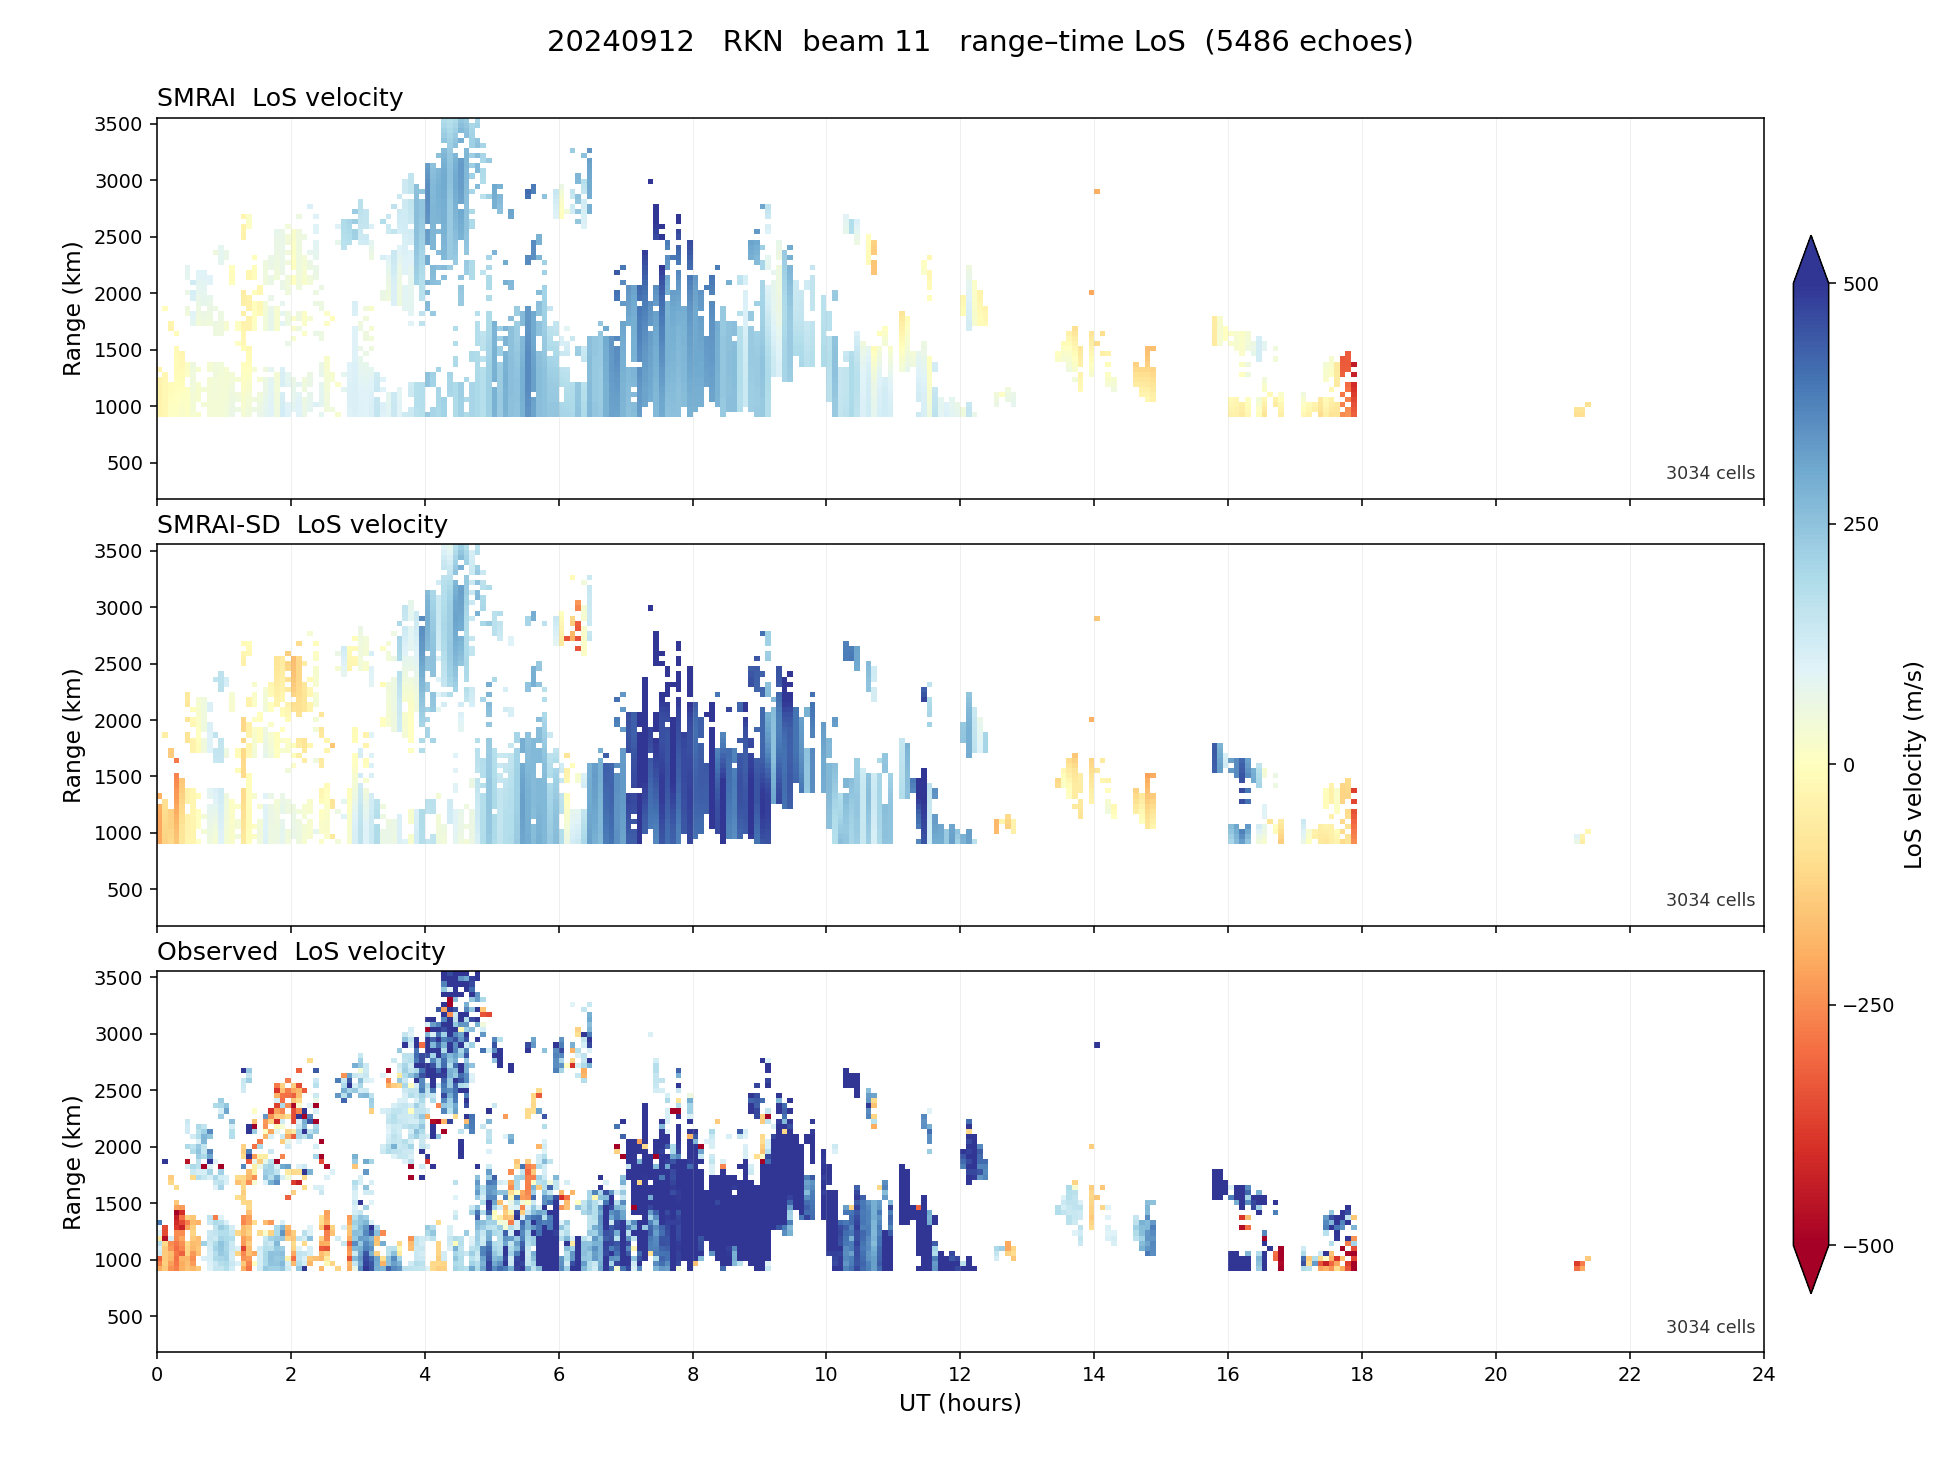 20240912 RKN beam 11 range–time LoS (5486 echoes)
SMRAI LoS velocity
3500
3000
2500
2000
1500
1000
500
Range (km)
3034 cells
SMRAI-SD LoS velocity
3500
3000
2500
2000
1500
1000
500
Range (km)
3034 cells
Observed LoS velocity
3500
3000
2500
2000
1500
1000
500
Range (km)
3034 cells
0 2 4 6 8 10 12 14 16 18 20 22 24
UT (hours)
500
250
0
−250
−500
LoS velocity (m/s)